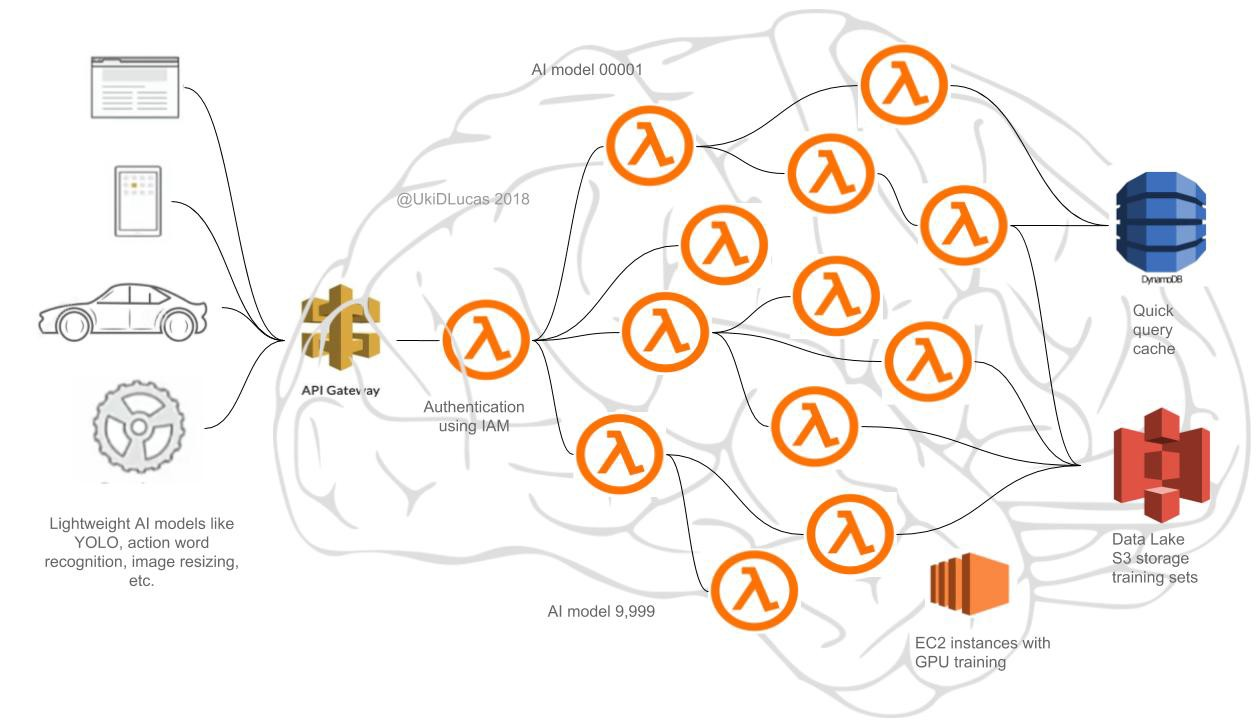 AI model 00001
@UkiDLucas 2018
API Gateway
Authentication
using IAM
Lightweight AI models like
YOLO, action word
recognition, image resizing,
etc.
AI model 9,999
DynamoDB
Quick
query
cache
Data Lake
S3 storage
training sets
EC2 instances with
GPU training